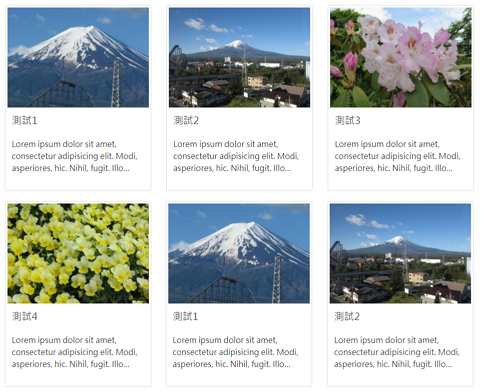 測試1
Lorem ipsum dolor sit amet,
consectetur adipisicing elit. Modi,
asperiores, hic. Nihil, fugit. Illo...
測試2
Lorem ipsum dolor sit amet,
consectetur adipisicing elit. Modi,
asperiores, hic. Nihil, fugit. Illo...
測試3
Lorem ipsum dolor sit amet,
consectetur adipisicing elit. Modi,
asperiores, hic. Nihil, fugit. Illo...
測試4
Lorem ipsum dolor sit amet,
consectetur adipisicing elit. Modi,
asperiores, hic. Nihil, fugit. Illo...
測試1
Lorem ipsum dolor sit amet,
consectetur adipisicing elit. Modi,
asperiores, hic. Nihil, fugit. Illo...
測試2
Lorem ipsum dolor sit amet,
consectetur adipisicing elit. Modi,
asperiores, hic. Nihil, fugit. Illo...